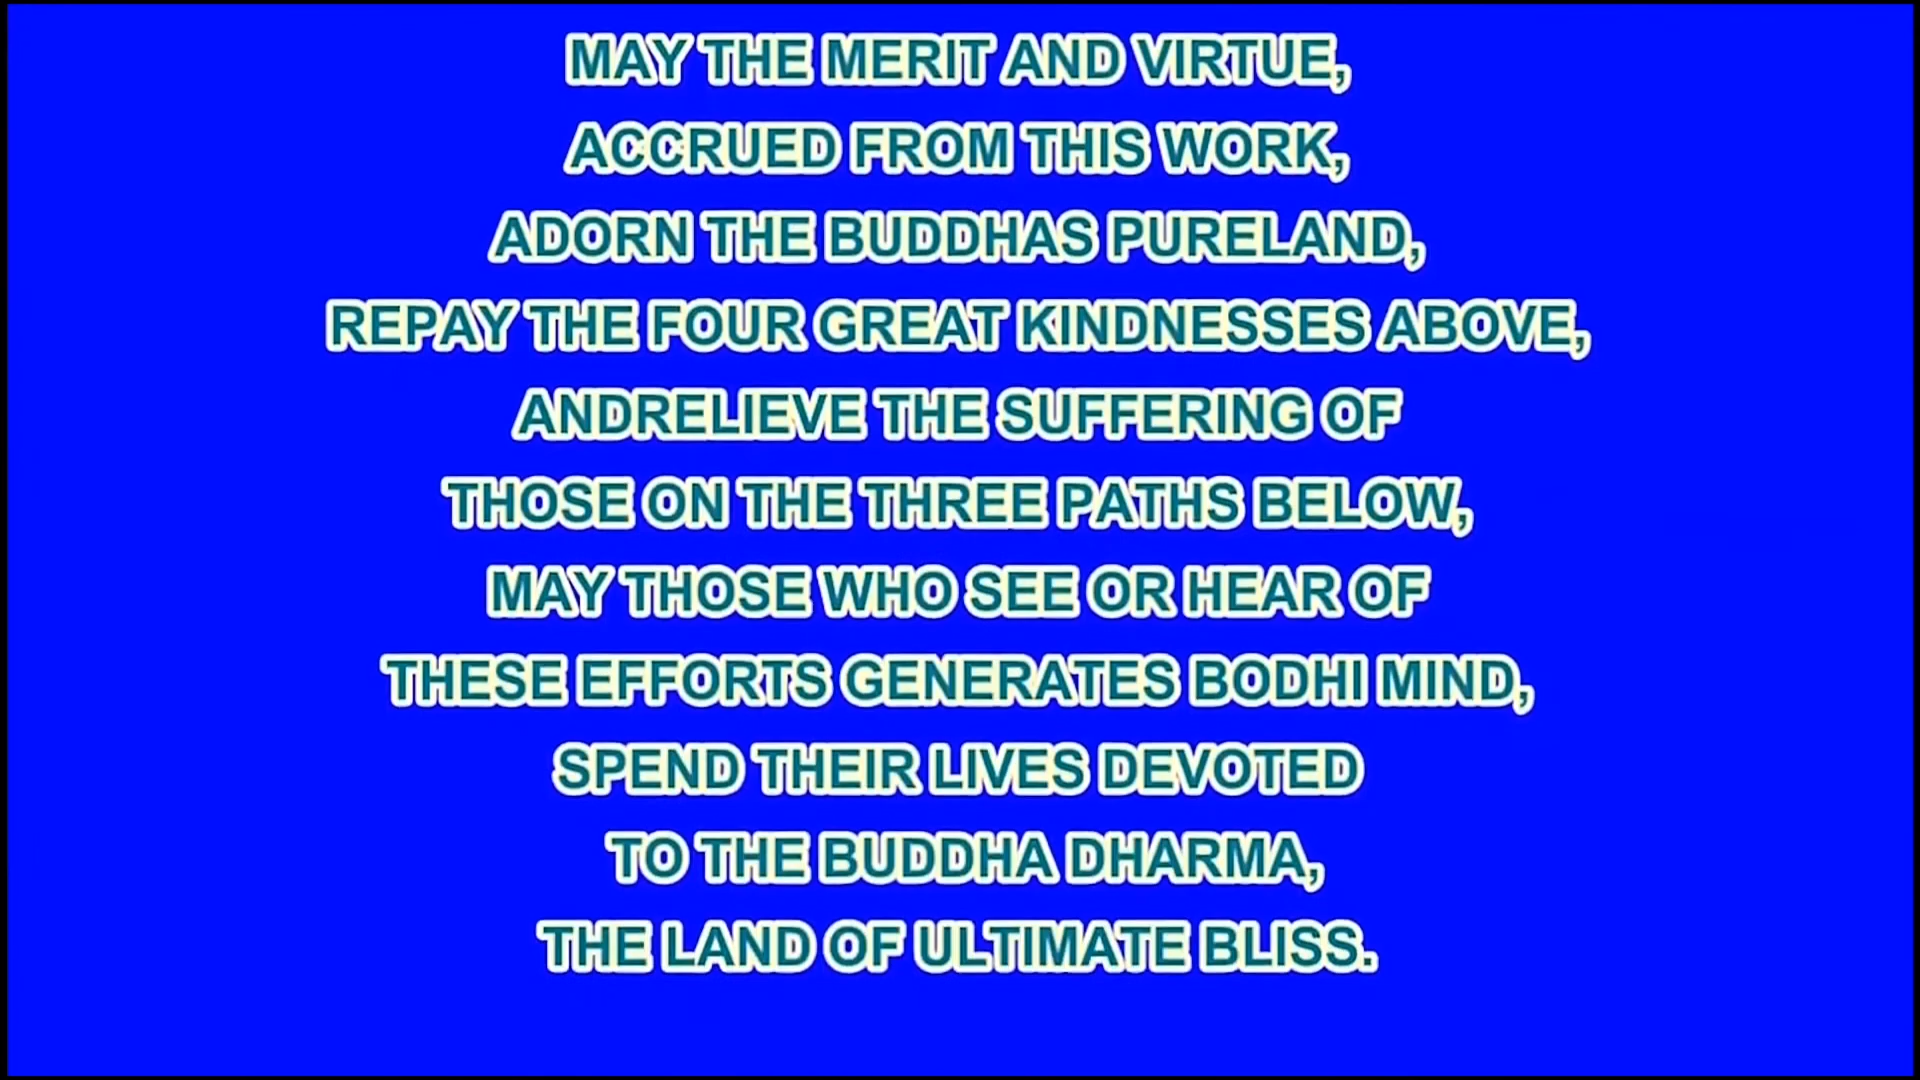 MAY THE MERIT AND VIRTUE,
ACCRUED FROM THIS WORK,
ADORN THE BUDDHAS PURELAND,
REPAY THE FOUR GREAT KINDNESSES ABOVE,
ANDRELIEVE THE SUFFERING OF
THOSE ON THE THREE PATHS BELOW,
MAY THOSE WHO SEE OR HEAR OF
THESE EFFORTS GENERATES BODHI MIND,
SPEND THEIR LIVES DEVOTED
TO THE BUDDHA DHARMA,
THE LAND OF ULTIMATE BLISS.